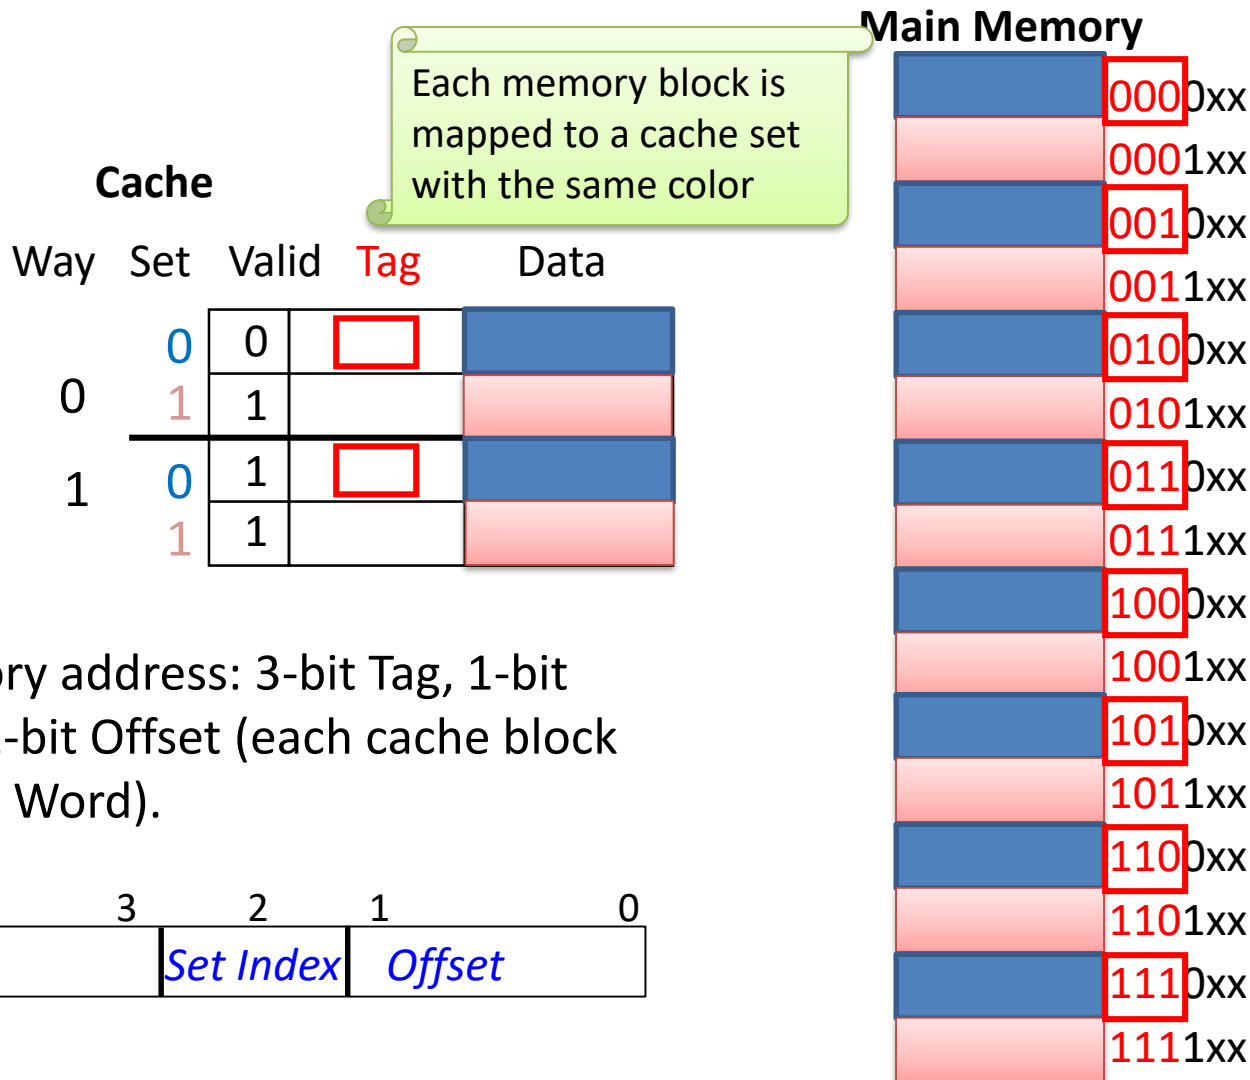 Main Memory
Each memory block is
mapped to a cache set
with the same color
Cache
Way Set Valid Tag Data
0 0
0
1 1
0 1
1
1 1
0000xx
0001xx
0010xx
0011xx
0100xx
0101xx
0110xx
0111xx
1000xx
1001xx
1010xx
1011xx
1100xx
1101xx
1110xx
1111xx
ory address: 3-bit Tag, 1-bit
-bit Offset (each cache block
Word).
3 2 1 0
Set Index Offset